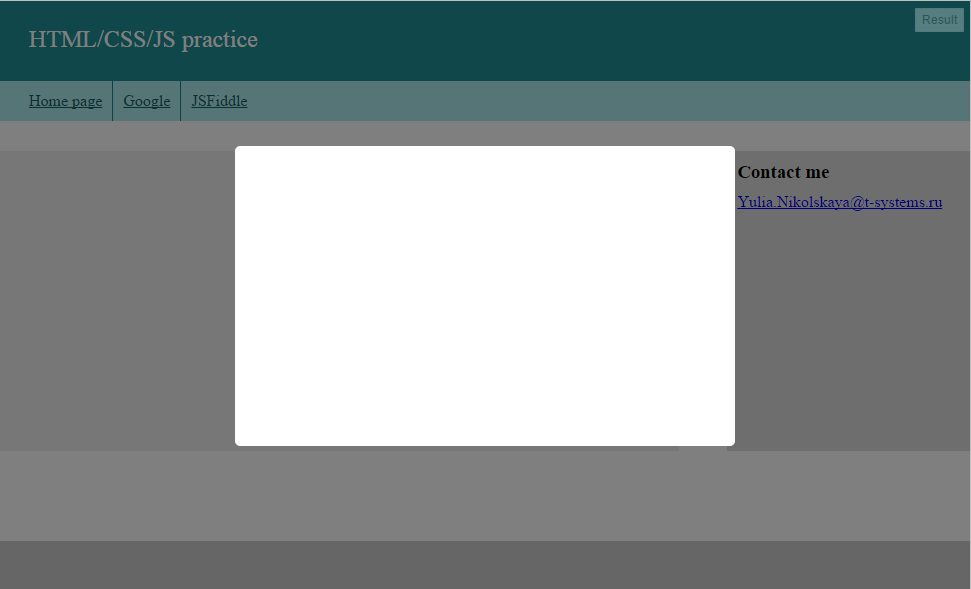 Result
HTML/CSS/JS practice
Home page
Google
JSFiddle
Contact me
Yulia.Nikolskaya@t-systems.ru